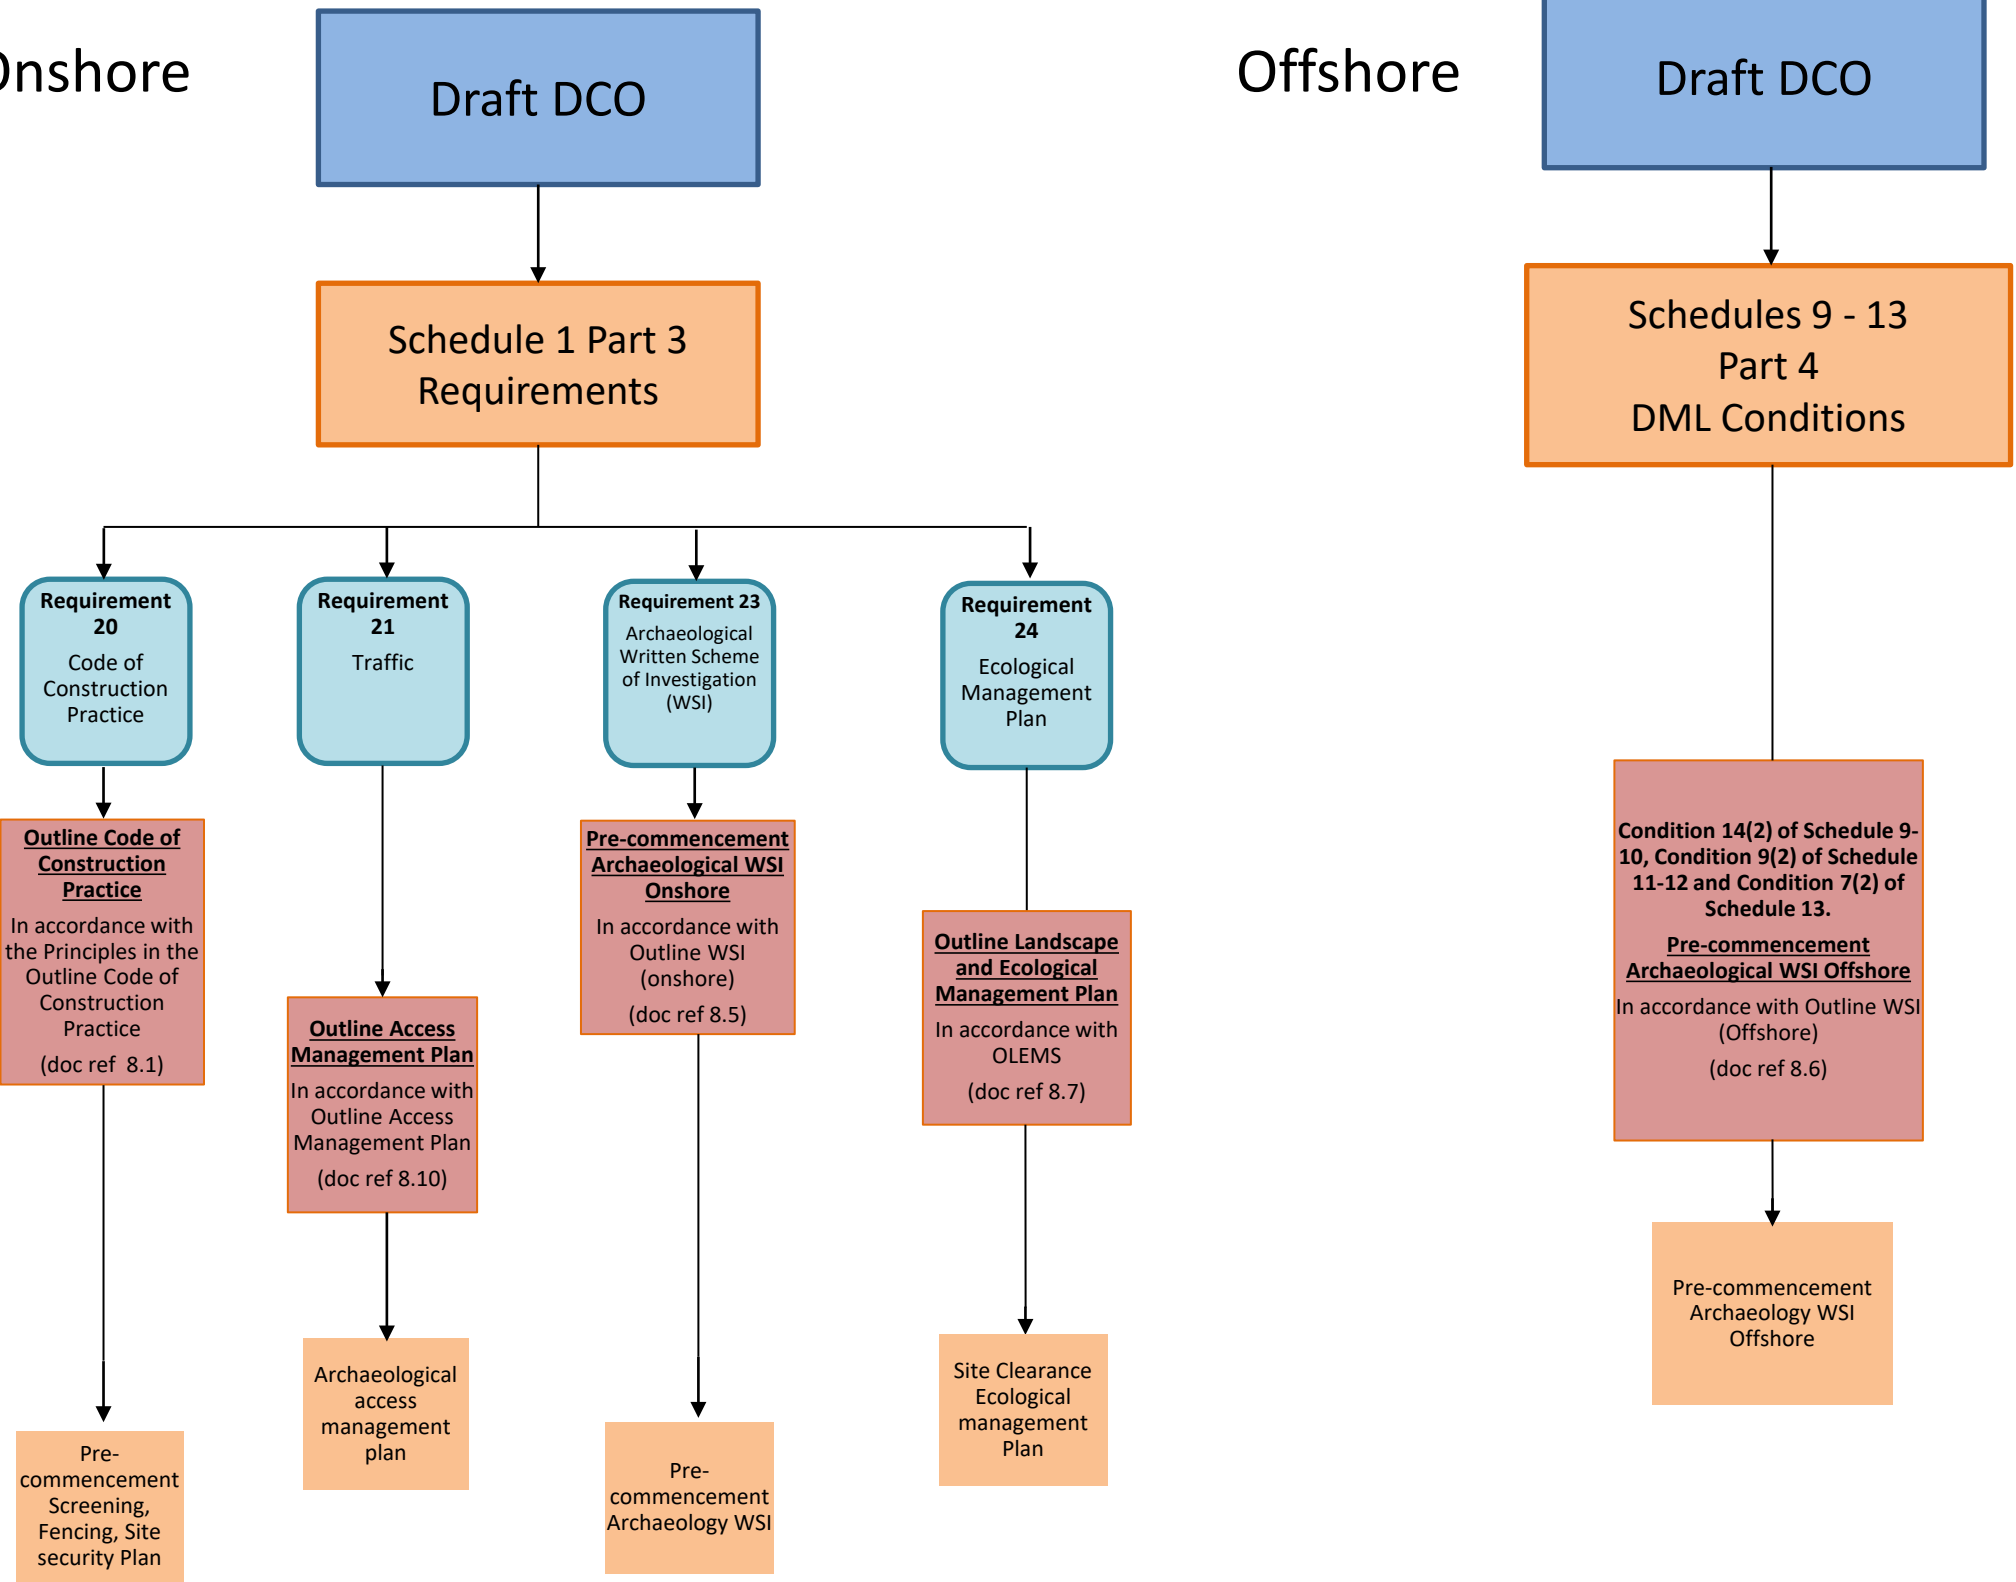 Onshore
Draft DCO
Schedule 1 Part 3
Requirements
Requirement
20
Code of
Construction
Practice
Requirement
21
Traffic
Requirement 23
Archaeological
Written Scheme
of Investigation
(WSI)
Requirement
24
Ecological
Management
Plan
Outline Code of
Construction
Practice
In accordance with
the Principles in the
Outline Code of
Construction
Practice
(doc ref 8.1)
Outline Access
Management Plan
In accordance with
Outline Access
Management Plan
(doc ref 8.10)
Pre-commencement
Archaeological WSI
Onshore
In accordance with
Outline WSI
(onshore)
(doc ref 8.5)
Outline Landscape
and Ecological
Management Plan
In accordance with
OLEMS
(doc ref 8.7)
Pre-
commencement
Screening,
Fencing, Site
security Plan
Archaeological
access
management
plan
Pre-
commencement
Archaeology WSI
Site Clearance
Ecological
management
Plan
Offshore
Draft DCO
Schedules 9 - 13
Part 4
DML Conditions
Condition 14(2) of Schedule 9-
10, Condition 9(2) of Schedule
11-12 and Condition 7(2) of
Schedule 13.
Pre-commencement
Archaeological WSI Offshore
In accordance with Outline WSI
(Offshore)
(doc ref 8.6)
Pre-commencement
Archaeology WSI
Offshore